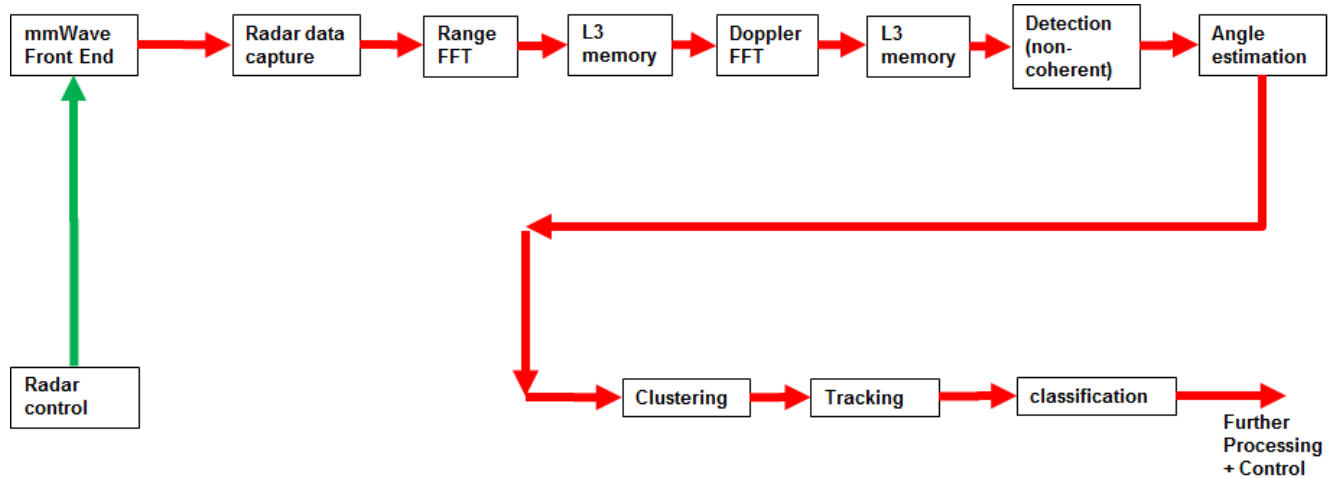 mmWave
Front End
Radar data
capture
Range
FFT
L3
memory
Doppler
FFT
L3
memory
Detection
(non-
coherent)
Angle
estimation
Radar
control
Clustering
Tracking
classification
Further
Processing
+ Control